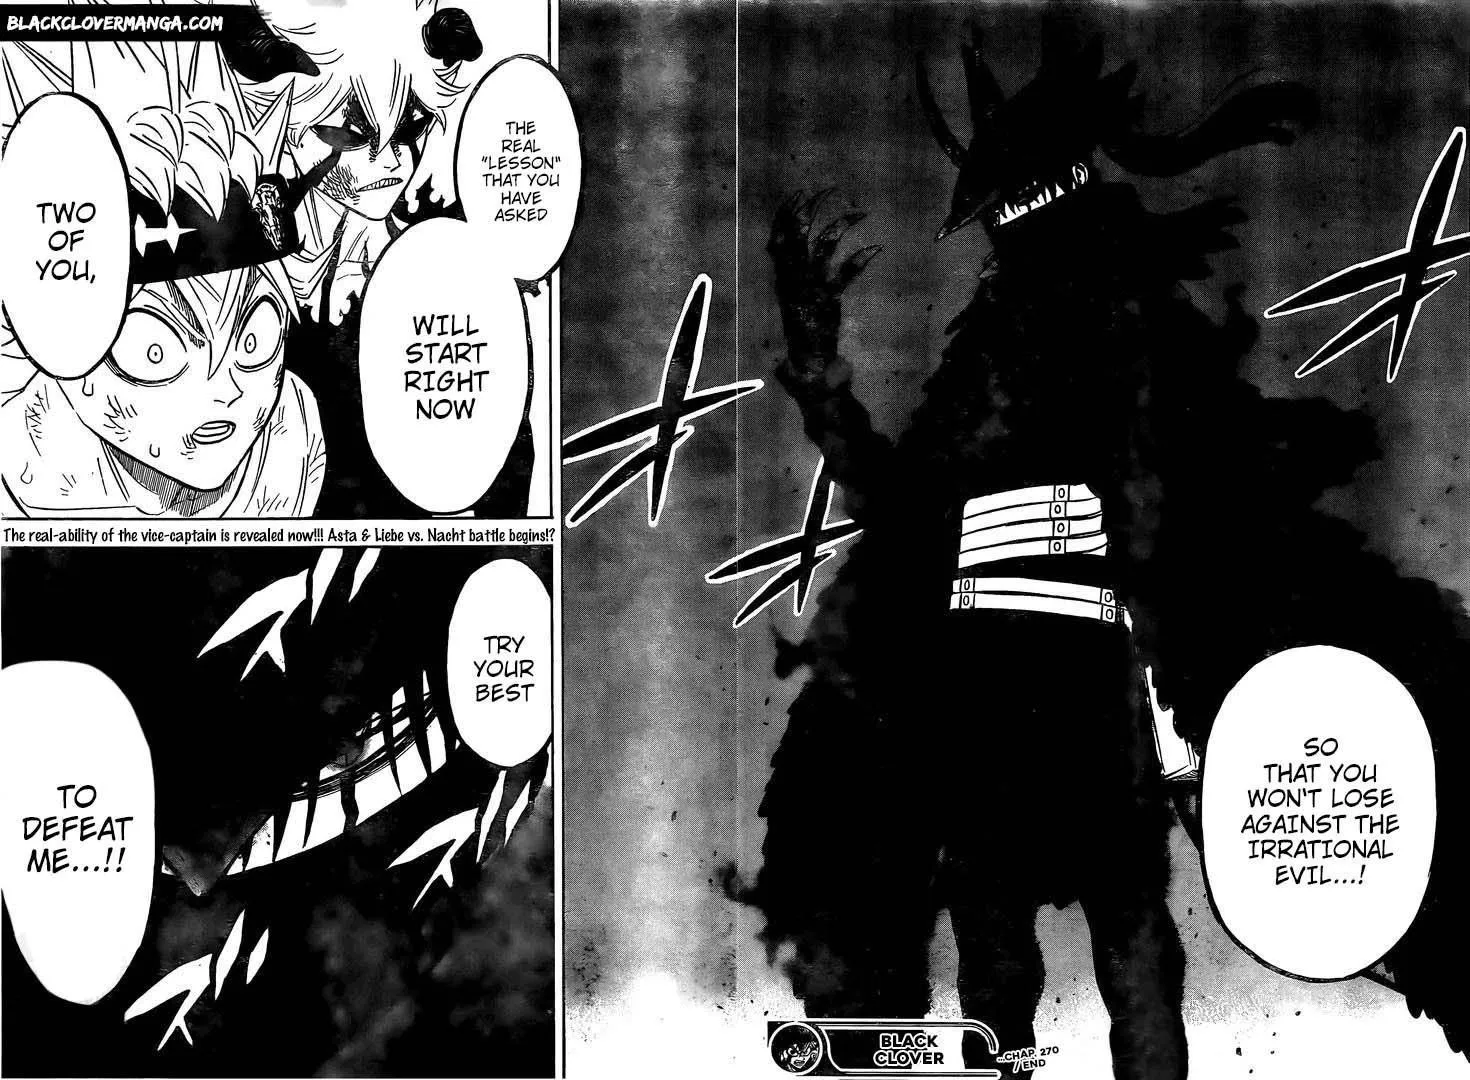 BLACKCLOVERMANGA.COM
SO
THAT YOU
WON'T LOSE
AGAINST THE
IRRATIONAL
EVIL...!
THE
REAL
"LESSON"
THAT YOU
HAVE
ASKED
WILL
START
RIGHT
NOW
TWO
OF
YOU,
The real-ability of the vice-captain is revealed now!!! Asta & Liebe vs. Nacht battle begins!?
TRY
YOUR
BEST
TO
DEFEAT
ME...!!
BLACK
CLOVER
...CHAP. 270
/ END